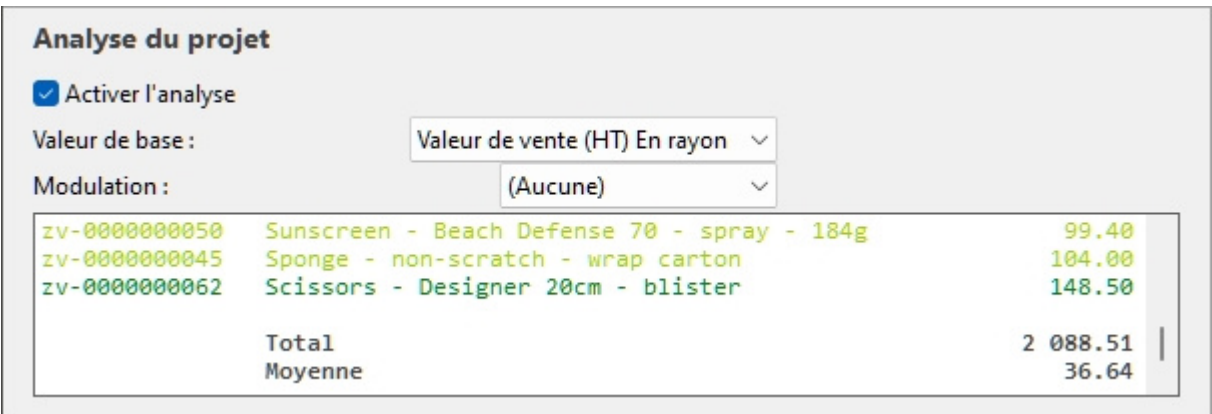 Analyse du projet
Activer l'analyse
Valeur de base : Valeur de vente (HT) En rayon
Modulation : (Aucune)
zv-0000000050 Sunscreen - Beach Defense 70 - spray - 184g 99.40
zv-0000000045 Sponge - non-scratch - wrap carton 104.00
zv-0000000062 Scissors - Designer 20cm - blister 148.50
Total 2 088.51
Moyenne 36.64